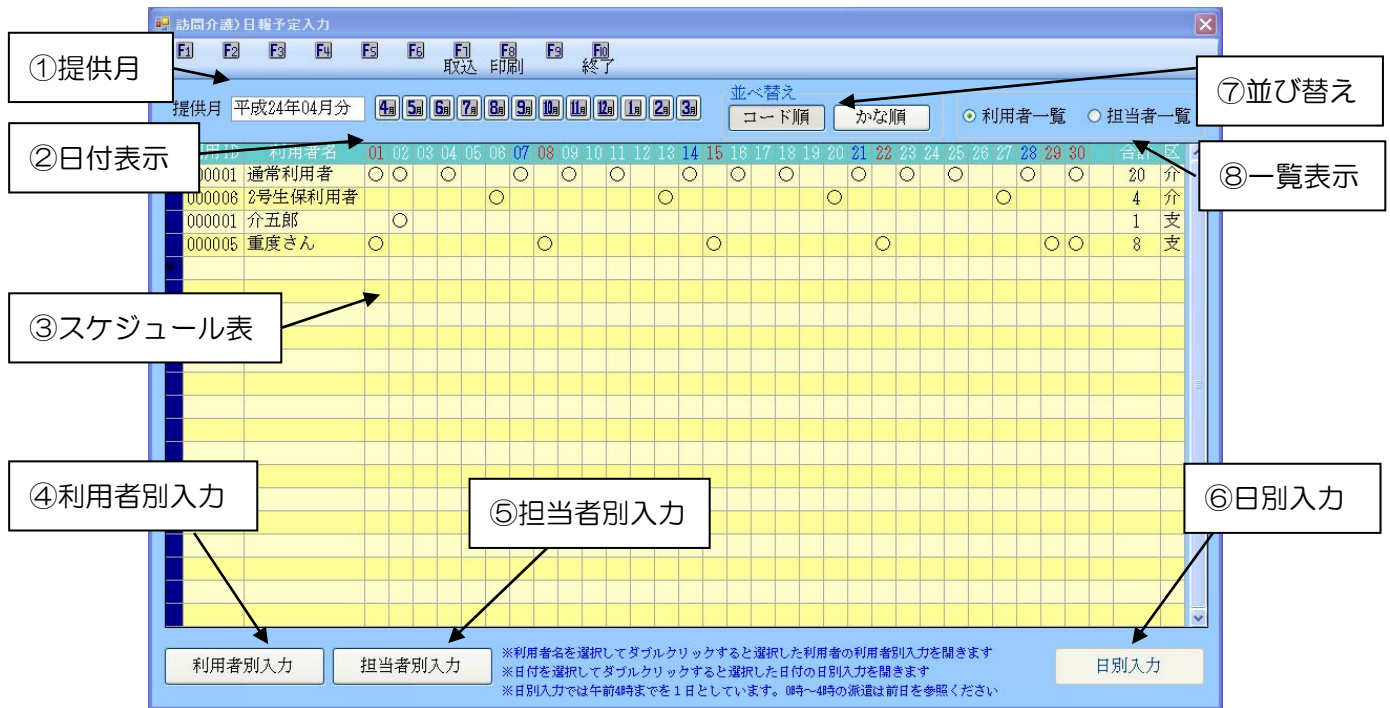 訪問介護）日報予定入力
F1 F2 F3 F4 F5 F6 F7 F8 F9 F10
取込 印刷 終了
①提供月
⑦並び替え
並べ替え
提供月 平成24年04月分 4月 5月 6月 7月 8月 9月 10月 11月 12月 1月 2月 3月 コード順 かな順 利用者一覧 担当者一覧
②日付表示
⑧一覧表示
利用者名 01 02 03 04 05 06 07 08 09 10 11 12 13 14 15 16 17 18 19 20 21 22 23 24 25 26 27 28 29 30 合計 区
000001 通常利用者 ○ ○ ○ ○ ○ ○ ○ ○ ○ ○ ○ ○ ○ ○ 20 介
000006 2号生保利用者 ○ ○ ○ ○ 4 介
000001 介五郎 ○ 1 支
000005 重度さん ○ ○ ○ ○ ○ ○ 8 支
③スケジュール表
④利用者別入力
⑤担当者別入力
⑥日別入力
利用者別入力 担当者別入力 日別入力
※利用者名を選択してダブルクリックすると選択した利用者の利用者別入力を開きます
※日付を選択してダブルクリックすると選択した日付の日別入力を開きます
※日別入力では午前4時までを1日としています。0時～4時の派遣は前日を参照ください